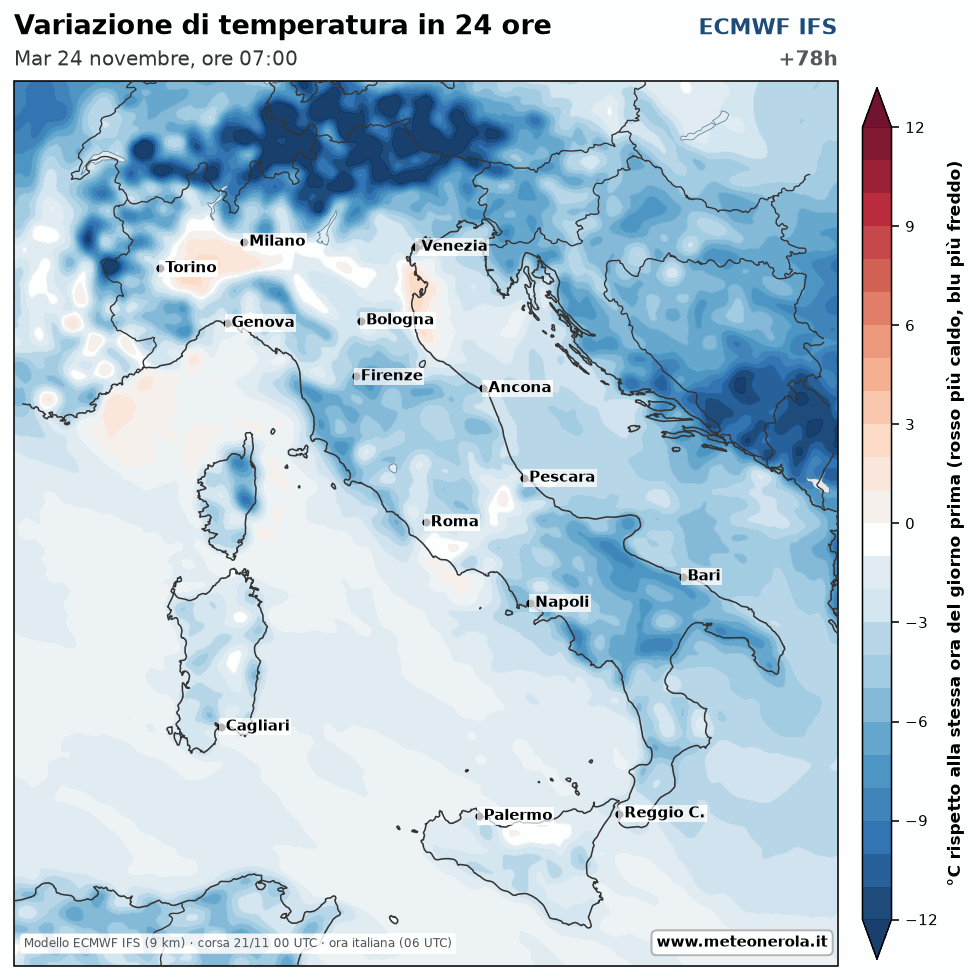 Variazione di temperatura in 24 ore
ECMWF IFS
Mar 24 novembre, ore 07:00
+78h
Milano
Venezia
Torino
Genova
Bologna
Firenze
Ancona
Pescara
Roma
Bari
Napoli
Cagliari
Palermo
Reggio C.
12
9
6
3
0
−3
−6
−9
−12
°C rispetto alla stessa ora del giorno prima (rosso più caldo, blu più freddo)
Modello ECMWF IFS (9 km) · corsa 21/11 00 UTC · ora italiana (06 UTC)
www.meteonerola.it